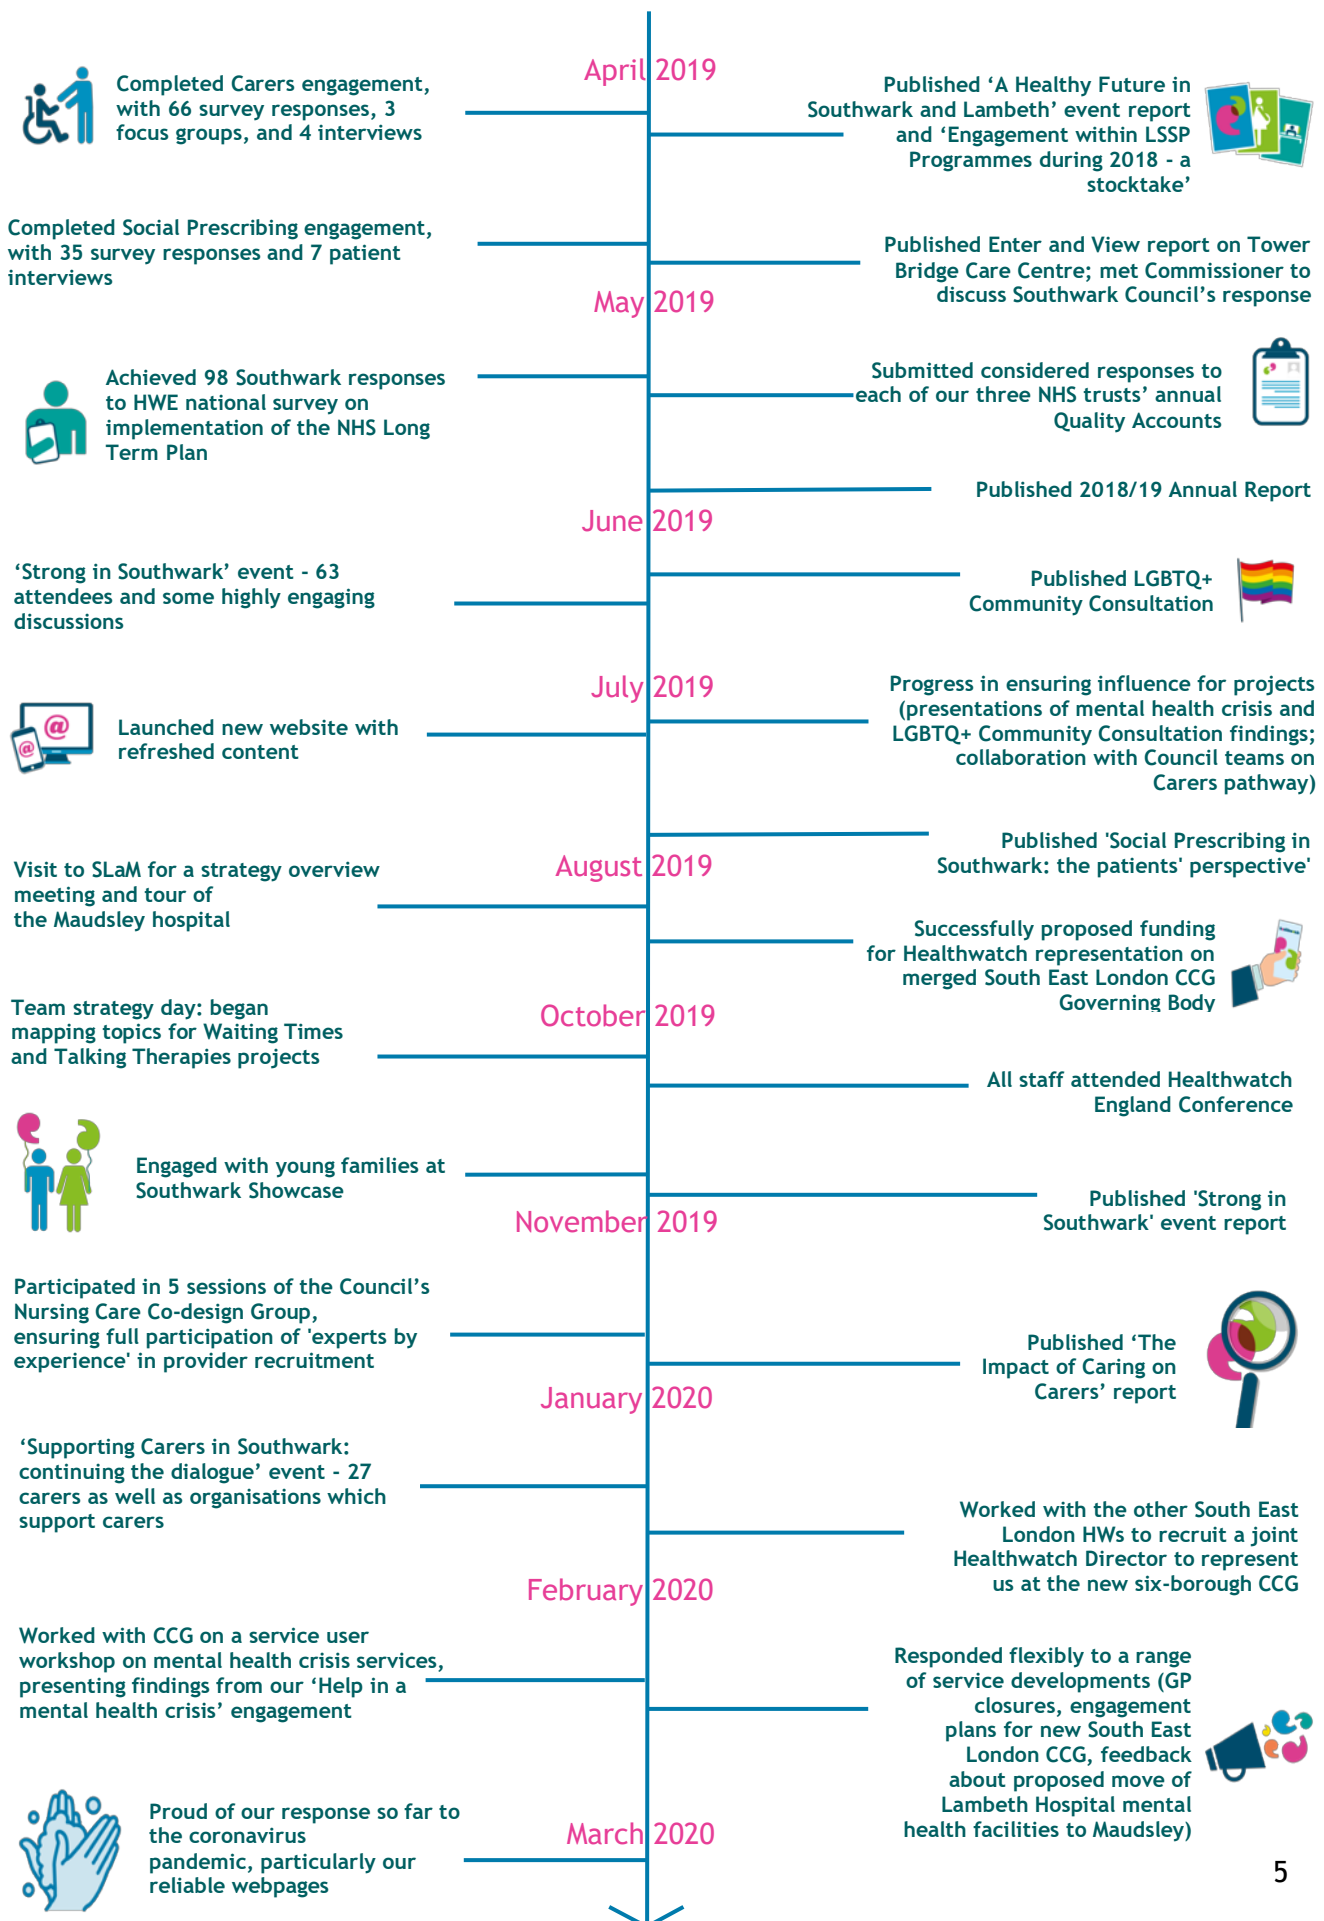 April 2019
Completed Carers engagement,
with 66 survey responses, 3
focus groups, and 4 interviews
Published ‘A Healthy Future in
Southwark and Lambeth’ event report
and ‘Engagement within LSSP
Programmes during 2018 - a
stocktake’
Completed Social Prescribing engagement,
with 35 survey responses and 7 patient
interviews
Published Enter and View report on Tower
Bridge Care Centre; met Commissioner to
discuss Southwark Council’s response
May 2019
Achieved 98 Southwark responses
to HWE national survey on
implementation of the NHS Long
Term Plan
Submitted considered responses to
each of our three NHS trusts’ annual
Quality Accounts
Published 2018/19 Annual Report
June 2019
‘Strong in Southwark’ event - 63
attendees and some highly engaging
discussions
Published LGBTQ+
Community Consultation
July 2019
Launched new website with
refreshed content
Progress in ensuring influence for projects
(presentations of mental health crisis and
LGBTQ+ Community Consultation findings;
collaboration with Council teams on
Carers pathway)
Published 'Social Prescribing in
Southwark: the patients' perspective'
August 2019
Visit to SLaM for a strategy overview
meeting and tour of
the Maudsley hospital
Successfully proposed funding
for Healthwatch representation on
merged South East London CCG
Governing Body
October 2019
Team strategy day: began
mapping topics for Waiting Times
and Talking Therapies projects
All staff attended Healthwatch
England Conference
Engaged with young families at
Southwark Showcase
Published 'Strong in
Southwark' event report
November 2019
Participated in 5 sessions of the Council’s
Nursing Care Co-design Group,
ensuring full participation of 'experts by
experience' in provider recruitment
Published ‘The
Impact of Caring on
Carers’ report
January 2020
‘Supporting Carers in Southwark:
continuing the dialogue’ event - 27
carers as well as organisations which
support carers
Worked with the other South East
London HWs to recruit a joint
Healthwatch Director to represent
us at the new six-borough CCG
February 2020
Worked with CCG on a service user
workshop on mental health crisis services,
presenting findings from our ‘Help in a
mental health crisis’ engagement
Responded flexibly to a range
of service developments (GP
closures, engagement
plans for new South East
London CCG, feedback
about proposed move of
Lambeth Hospital mental
health facilities to Maudsley)
March 2020
Proud of our response so far to
the coronavirus
pandemic, particularly our
reliable webpages
5